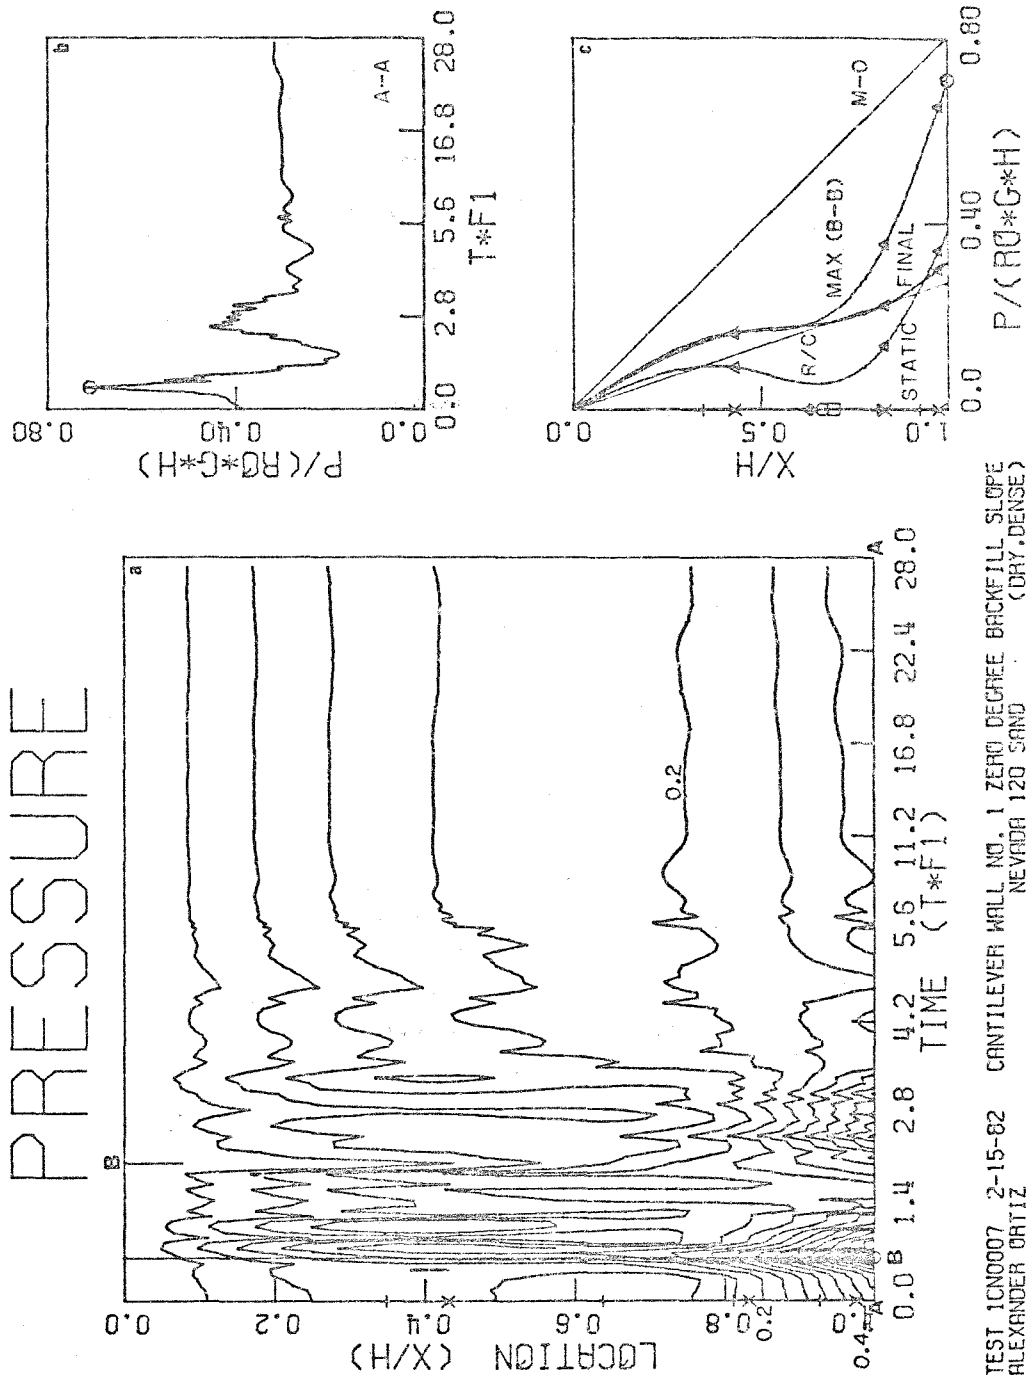 PRESSURE
a
B
0.0
0.2
0.4
0.6
0.8
1.0
LOCATION
(X/H)
0.2
0.4
0.2
A
A
0.0 B 1.4 2.8 4.2 5.6 11.2 16.8 22.4 28.0
TIME (T*F1)
b
0.80
0.40
0.0
P/(RO*G*H)
A-A
0.0 2.8 5.6 16.8 28.0
T*F1
c
0.0
0.5
1.0
X/H
M-O
R/C
MAX (B-B)
STATIC
FINAL
0.0 0.40 0.80
P/(RO*G*H)
TEST 1CN0007 2-15-82 CANTILEVER WALL NO. 1 ZERO DEGREE BACKFILL SLOPE
ALEXANDER ORTIZ NEVADA 120 SAND (DRY,DENSE)